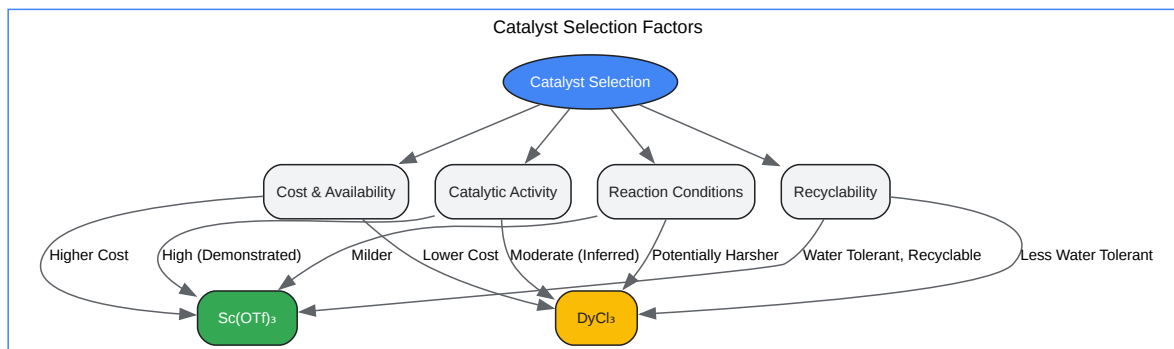 Catalyst Selection Factors
Catalyst Selection
Cost & Availability
Catalytic Activity
Reaction Conditions
Recyclability
Higher Cost
High (Demonstrated)
Milder
Lower Cost
Moderate (Inferred)
Potentially Harsher
Water Tolerant, Recyclable
Less Water Tolerant
Sc(OTf)₃
DyCl₃